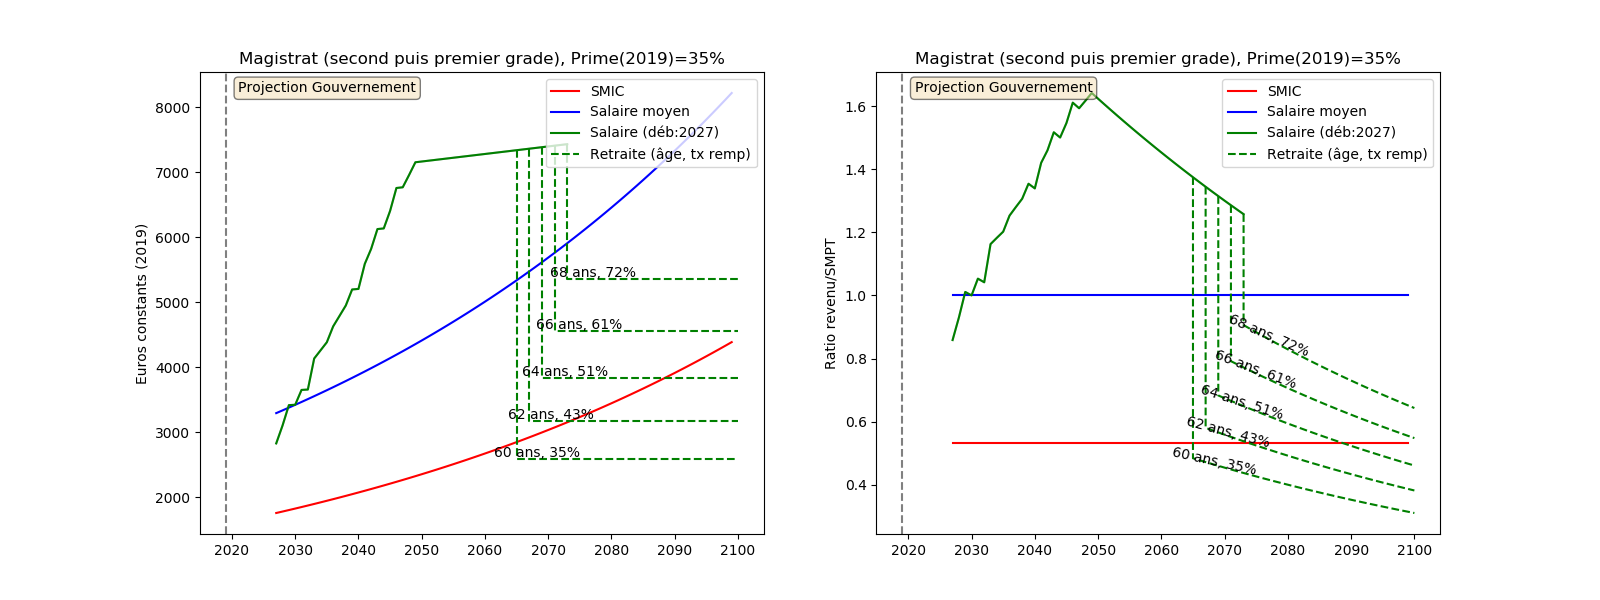 Magistrat (second puis premier grade), Prime(2019)=35%
Projection Gouvernement
SMIC
Salaire moyen
Salaire (déb:2027)
Retraite (âge, tx remp)
8000
7000
6000
5000
4000
3000
2000
Euros constants (2019)
68 ans, 72%
66 ans, 61%
64 ans, 51%
62 ans, 43%
60 ans, 35%
2020 2030 2040 2050 2060 2070 2080 2090 2100
Magistrat (second puis premier grade), Prime(2019)=35%
Projection Gouvernement
SMIC
Salaire moyen
Salaire (déb:2027)
Retraite (âge, tx remp)
1.6
1.4
1.2
1.0
0.8
0.6
0.4
Ratio revenu/SMPT
68 ans, 72%
66 ans, 61%
64 ans, 51%
62 ans, 43%
60 ans, 35%
2020 2030 2040 2050 2060 2070 2080 2090 2100